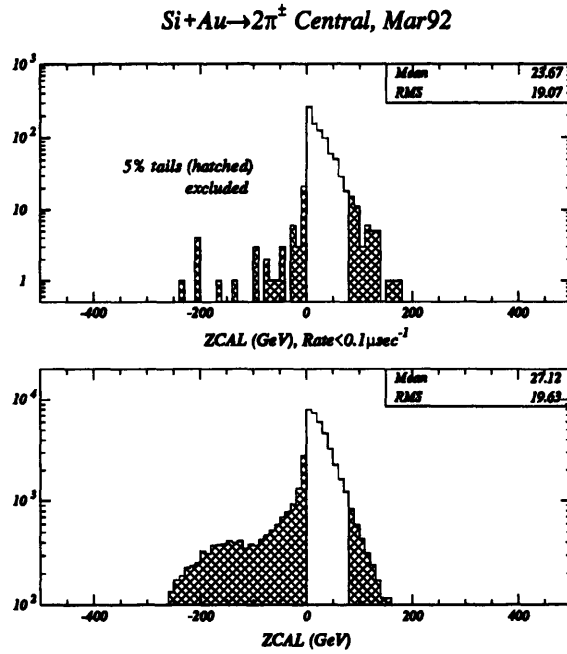 Si+Au→2π± Central, Mar92
10³
Mean 23.67
RMS 19.07
10²
5% tails (hatched)
excluded
10
1
-400 -200 0 200 400
ZCAL (GeV), Rate<0.1μsec⁻¹
10⁴
Mean 27.12
RMS 19.63
10³
10²
-400 -200 0 200 400
ZCAL (GeV)